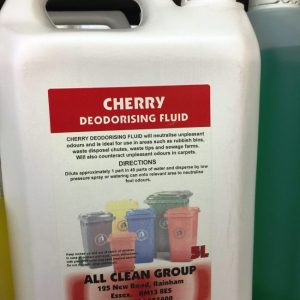 CHERRY
DEODORISING FLUID
CHERRY DEODORISING FLUID will neutralise unpleasant
odours and is ideal for use in areas such as rubbish bins,
waste disposal chutes, waste tips and sewage farms.
Will also counteract unpleasant odours in carpets.
DIRECTIONS
Dilute approximately 1 part in 40 parts of water and disperse by low
pressure spray or watering can onto relevant area to neutralise
foul odours.
5L
ALL CLEAN GROUP
195 New Road, Rainham
Essex. RM13 8ES